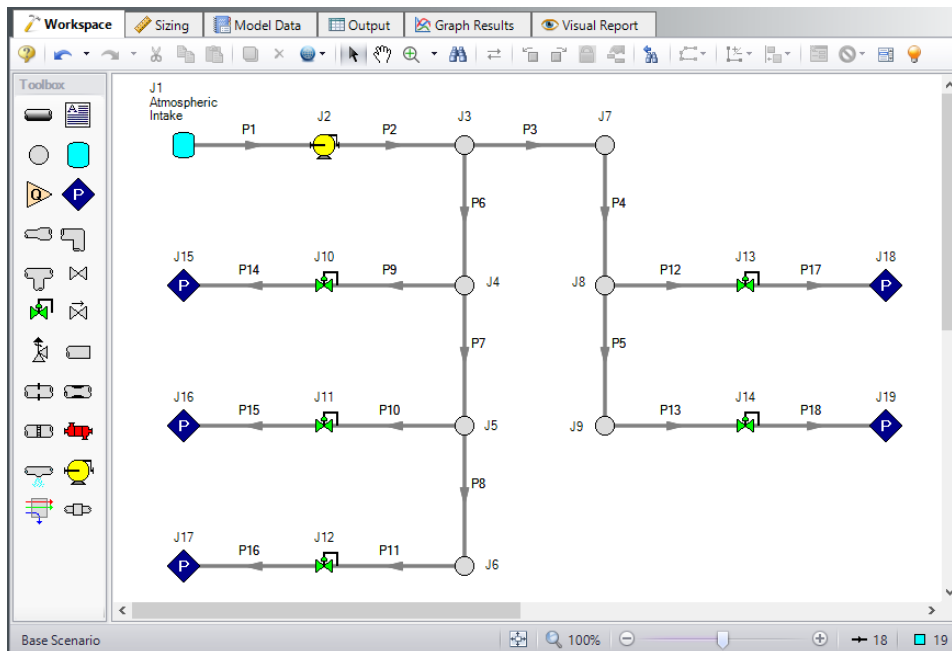 Workspace Sizing Model Data Output Graph Results Visual Report
Toolbox
J1
Atmospheric
Intake
P1 J2 P2 J3 P3 J7
P6 P4
J15 P14 J10 P9 J4 J8 P12 J13 P17 J18
P P
P7 P5
J16 P15 J11 P10 J5 J9 P13 J14 P18 J19
P P
P8
J17 P16 J12 P11 J6
P
Q P
Base Scenario 100% 18 19